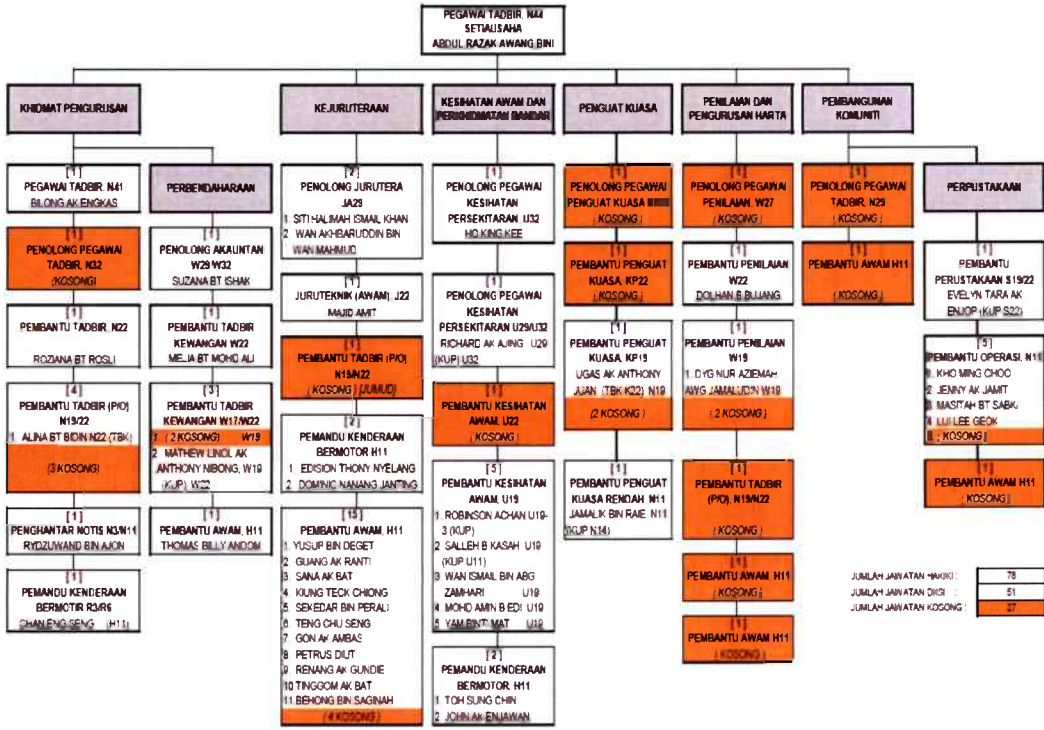 PEGAWAI TADBIR, N44
SETIAUSAHA
ABDUL RAZAK AWANG BINI
KHIDMAT PENGURUSAN
KEJURUTERAAN
KESIHATAN AWAM DAN
PERKHIDMATAN BANDAR
PENGUAT KUASA
PENILAIAN DAN
PENGURUSAN HARTA
PEMBANGUNAN
KOMUNITI
[1]
PEGAWAI TADBIR, N41
BILONG AK ENGKAS
[1]
PENOLONG PEGAWAI
TADBIR, N32
(KOSONG)
[1]
PEMBANTU TADBIR, N22
ROZIANA BT ROSLI
[4]
PEMBANTU TADBIR (P/O)
N19/22
1. ALINA BT BIDIN N22 (TBK)
(3 KOSONG)
[1]
PENGHANTAR NOTIS N3/N11
RYDZUWAND BIN AJON
[1]
PEMANDU KENDERAAN
BERMOTIR R3/R6
CHAN ENG SENG (H11)
PERBENDAHARAAN
[1]
PENOLONG AKAUNTAN
W29 W32
SUZANA BT ISHAK
[1]
PEMBANTU TADBIR
KEWANGAN W22
MELIA BT MOHD ALI
[3]
PEMBANTU TADBIR
KEWANGAN W17/W22
1 (2 KOSONG) W19
2 MATHEW LINOL AK
ANTHONY NIBONG, W19
(KUP) W22
[1]
PEMBANTU AWAM, H11
THOMAS BILLY ANDOM
[2]
PENOLONG JURUTERA
JA29
1. SITI HALIMAH ISMAIL KHAN
2 WAN AKHBARUDDIN BIN
WAN MAHMUD
[1]
JURUTEKNIK (AWAM), J22
MAJID AMIT
[1]
PEMBANTU TADBIR (P/O)
N19/N22
(KOSONG) (JUMUD)
[2]
PEMANDU KENDERAAN
BERMOTOR H11
1. EDISION THONY NYELANG
2. DOMINIC NANANG JANTING
[15]
PEMBANTU AWAM, H11
1. YUSUP BIN DEGET
2. GUANG AK RANTI
3. SANA AK BAT
4. KIUNG TECK CHIONG
5. SEKEDAR BIN PERALI
6. TENG CHU SENG
7. GON AK AMBAS
8. PETRUS DIUT
9. RENANG AK GUNDIE
10 TINGGOM AK BAT
11 BEHONG BIN SAGINAH
(4 KOSONG)
[1]
PENOLONG PEGAWAI
KESIHATAN
PERSEKITARAN, U32
HO KING KEE
[1]
PENOLONG PEGAWAI
KESIHATAN
PERSEKITARAN U29/U32
RICHARD AK AJING, U29
(KUP) U32
[1]
PEMBANTU KESIHATAN
AWAM, U22
(KOSONG)
[5]
PEMBANTU KESIHATAN
AWAM, U19
1 ROBINSON ACHAN U19-
3 (KUP)
2 SALLEH B KASAH U19
(KUP U11)
3 WAN ISMAIL BIN ABG
ZAMHARI U19
4 MOHD AMIN B EDI U19
5 YAM BINTI MAT U19
[2]
PEMANDU KENDERAAN
BERMOTOR, H11
1 TOH SUNG CHIN
2 JOHN AK ENJAWAN
[1]
PENOLONG PEGAWAI
PENGUAT KUASA
(KOSONG)
[1]
PEMBANTU PENGUAT
KUASA, KP22
(KOSONG)
[1]
PEMBANTU PENGUAT
KUASA, KP19
UGAS AK ANTHONY
JUAN (TBK K22) N19
(2 KOSONG)
[1]
PEMBANTU PENGUAT
KUASA RENDAH N11
JAMALIK BIN RAIE, N11
(KUP N14)
[1]
PENOLONG PEGAWAI
PENILAIAN, W27
(KOSONG)
[1]
PEMBANTU PENILAIAN
W22
DOLHAN B BUJANG
[1]
PEMBANTU PENILAIAN
W19
1. DYG NUR AZIEMAH
AWG JAMALUDIN W19
(2 KOSONG)
[1]
PEMBANTU TADBIR
(P/O), N19/N22
(KOSONG)
[1]
PEMBANTU AWAM, H11
(KOSONG)
[1]
PEMBANTU AWAM H11
(KOSONG)
[1]
PENOLONG PEGAWAI
TADBIR, N29
(KOSONG)
[1]
PEMBANTU AWAM H11
(KOSONG)
PERPUSTAKAAN
[1]
PEMBANTU
PERUSTAKAAN S19/22
EVELYN TARA AK
ENJOP (KUP S22)
[5]
PEMBANTU OPERASI, N11
KHO MING CHOO
2 JENNY AK JAMIT
MASITAH BT SABKI
LUI LEE GEOK
(KOSONG)
[1]
PEMBANTU AWAM H11
(KOSONG)
JUMLAH JAWATAN HAKIKI : 78
JUMLAH JAWATAN DIISI : 51
JUMLAH JAWATAN KOSONG : 27